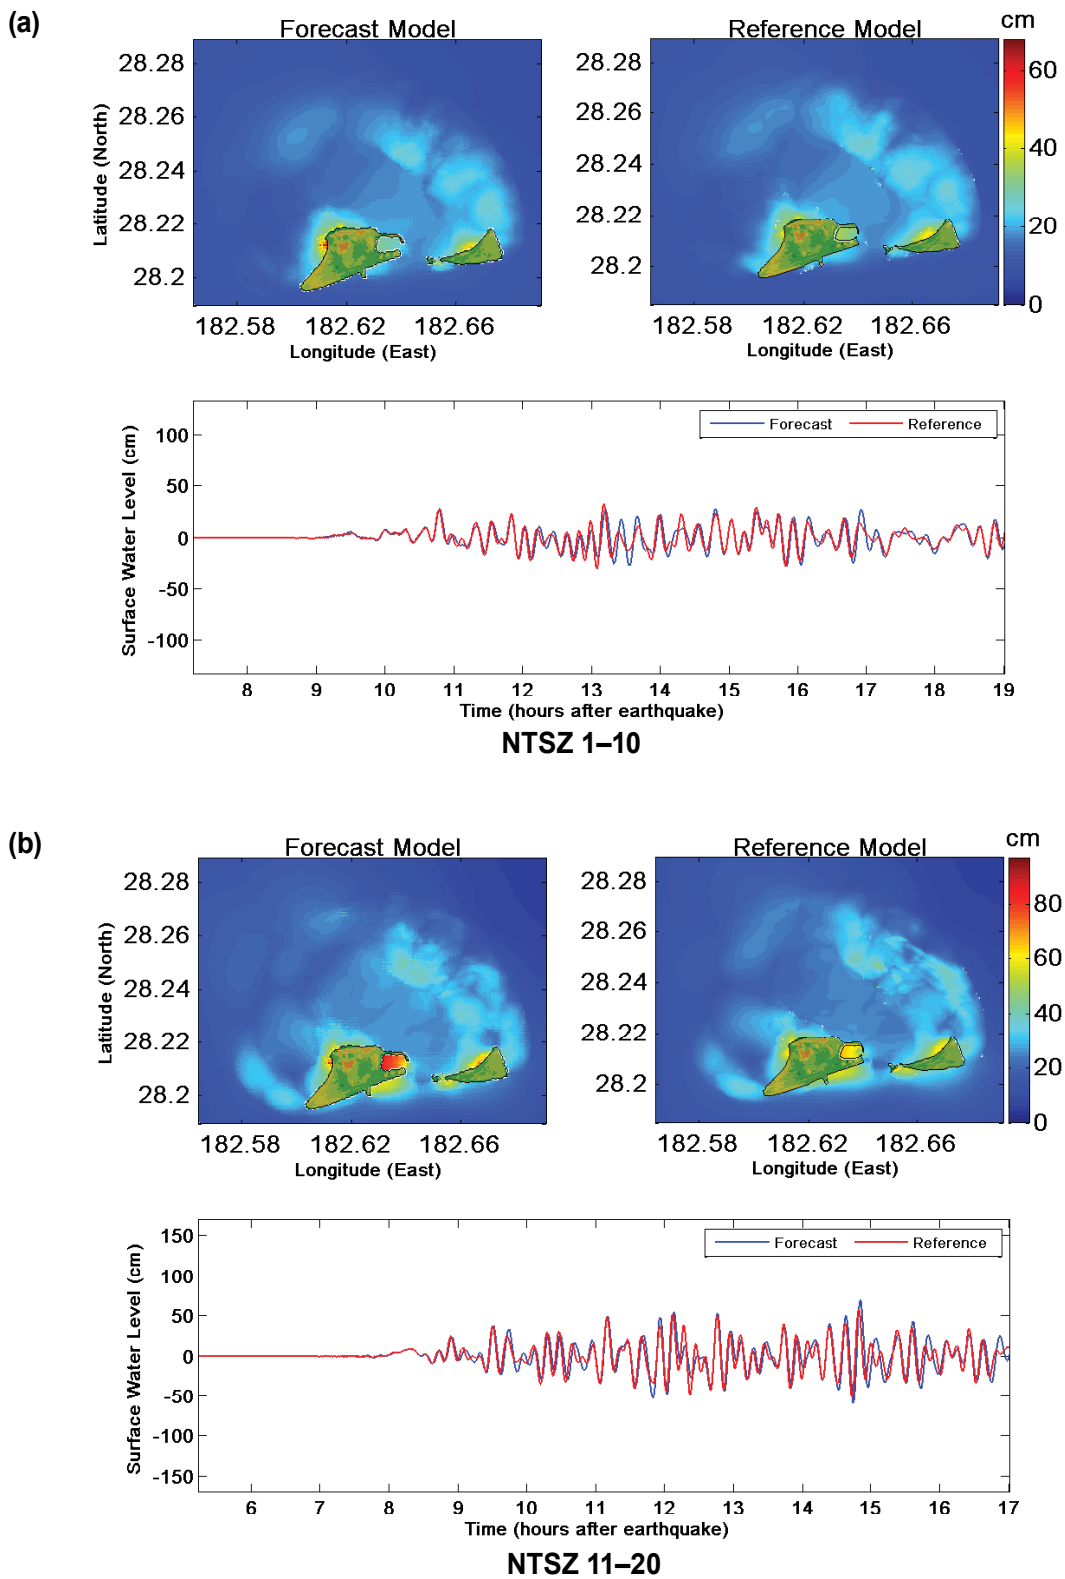 (a)
Forecast Model
Reference Model
cm
28.28
28.26
28.24
28.22
28.2
Latitude (North)
182.58 182.62 182.66
Longitude (East)
28.28
28.26
28.24
28.22
28.20
182.58 182.62 182.66
Longitude (East)
60
40
20
0
Forecast Reference
Surface Water Level (cm)
100
50
0
-50
-100
8 9 10 11 12 13 14 15 16 17 18 19
Time (hours after earthquake)
NTSZ 1–10
(b)
Forecast Model
Reference Model
cm
28.28
28.26
28.24
28.22
28.2
Latitude (North)
182.58 182.62 182.66
Longitude (East)
28.28
28.26
28.24
28.22
28.2
182.58 182.62 182.66
Longitude (East)
80
60
40
20
0
Forecast Reference
Surface Water Level (cm)
150
100
50
0
-50
-100
-150
6 7 8 9 10 11 12 13 14 15 16 17
Time (hours after earthquake)
NTSZ 11–20